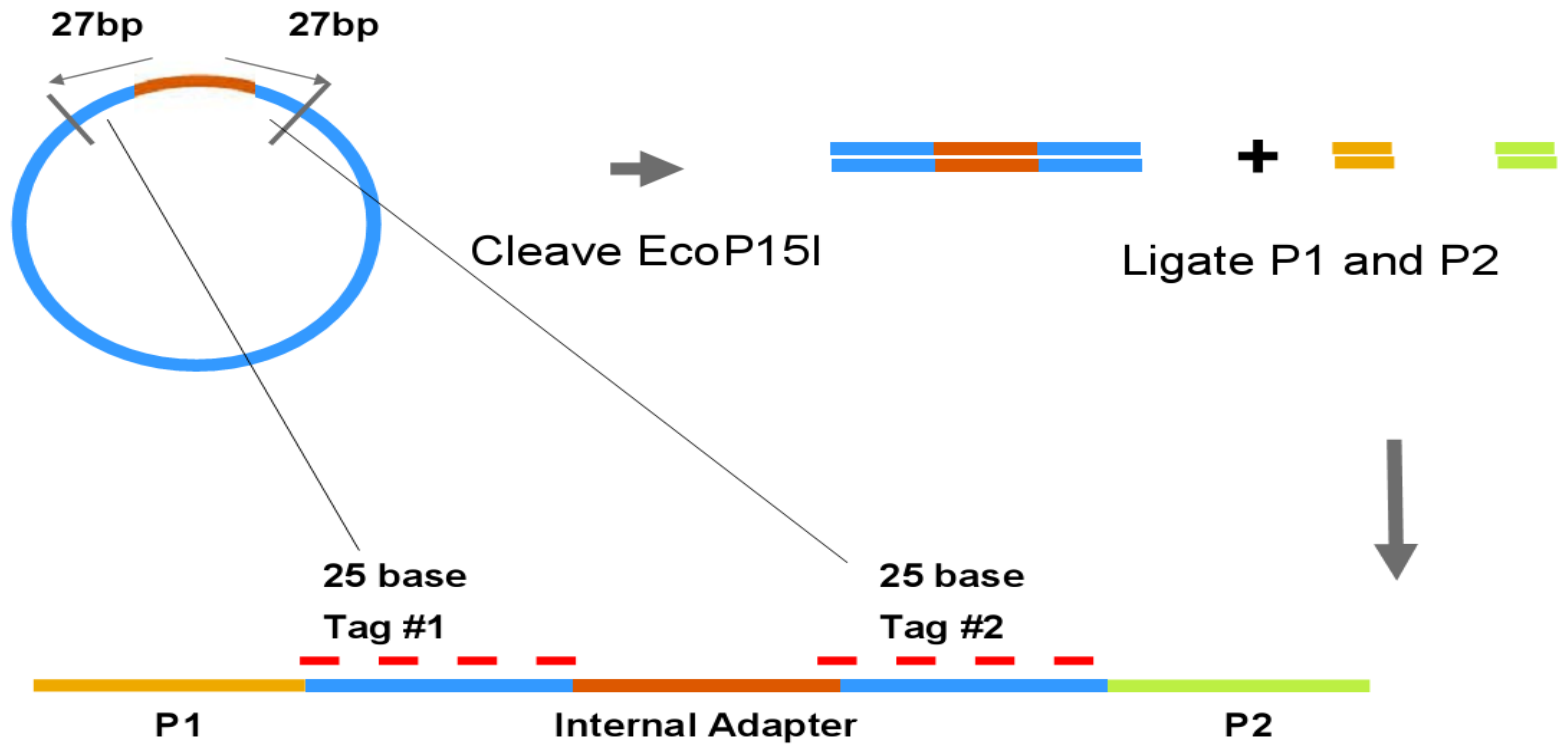 27bp 27bp
Cleave EcoP15I
+
Ligate P1 and P2
25 base
Tag #1
25 base
Tag #2
P1
Internal Adapter
P2